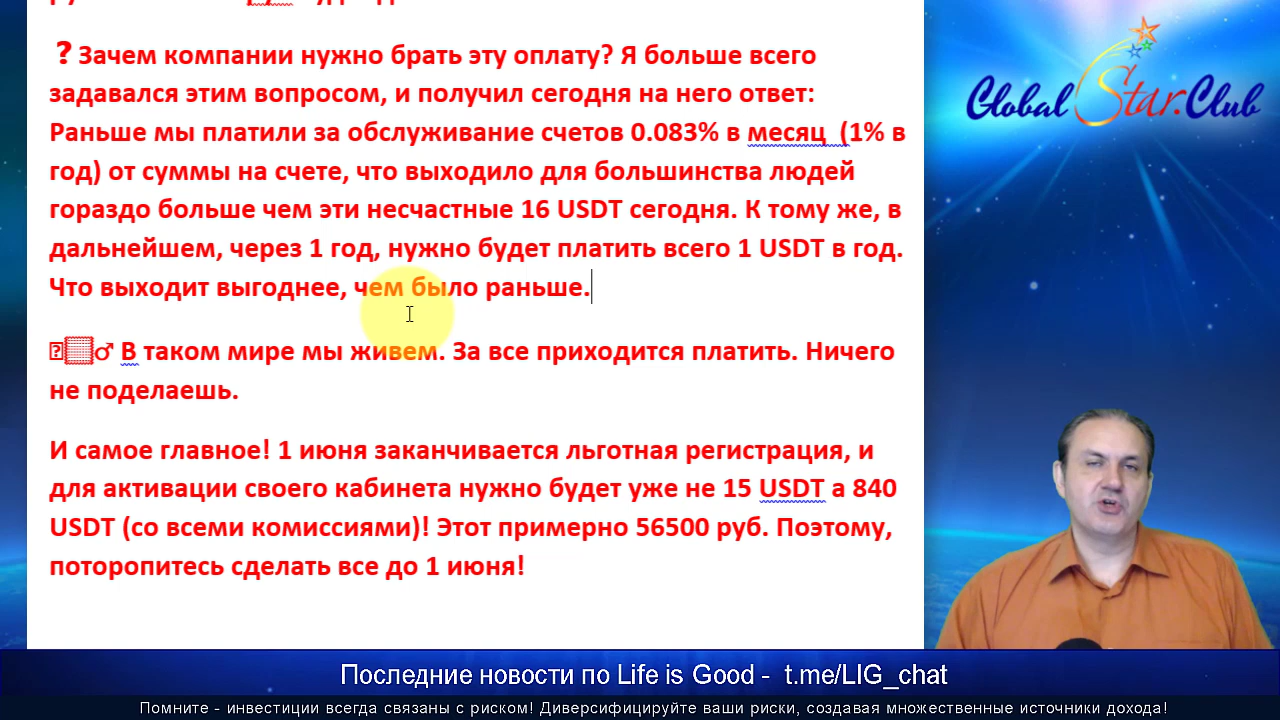 ❓Зачем компании нужно брать эту оплату? Я больше всего
задавался этим вопросом, и получил сегодня на него ответ:
Раньше мы платили за обслуживание счетов 0.083% в месяц (1% в
год) от суммы на счете, что выходило для большинства людей
гораздо больше чем эти несчастные 16 USDT сегодня. К тому же, в
дальнейшем, через 1 год, нужно будет платить всего 1 USDT в год.
Что выходит выгоднее, чем было раньше.
♂ В таком мире мы живем. За все приходится платить. Ничего
не поделаешь.
И самое главное! 1 июня заканчивается льготная регистрация, и
для активации своего кабинета нужно будет уже не 15 USDT а 840
USDT (со всеми комиссиями)! Этот примерно 56500 руб. Поэтому,
поторопитесь сделать все до 1 июня!
Global Star.Club
Последние новости по Life is Good - t.me/LIG_chat
Помните - инвестиции всегда связаны с риском! Диверсифицируйте ваши риски, создавая множественные источники дохода!